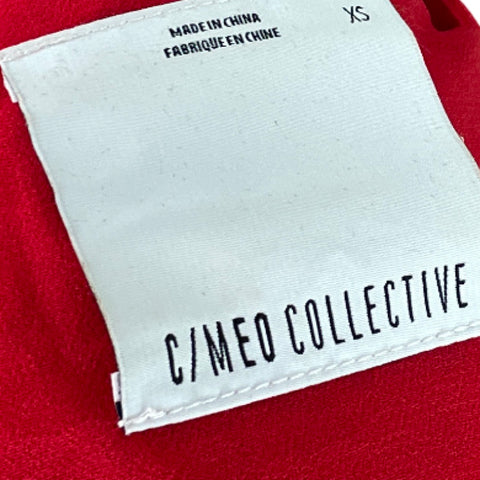 MADE IN CHINA
FABRIQUE EN CHINE
XS
C/MEO COLLECTIVE